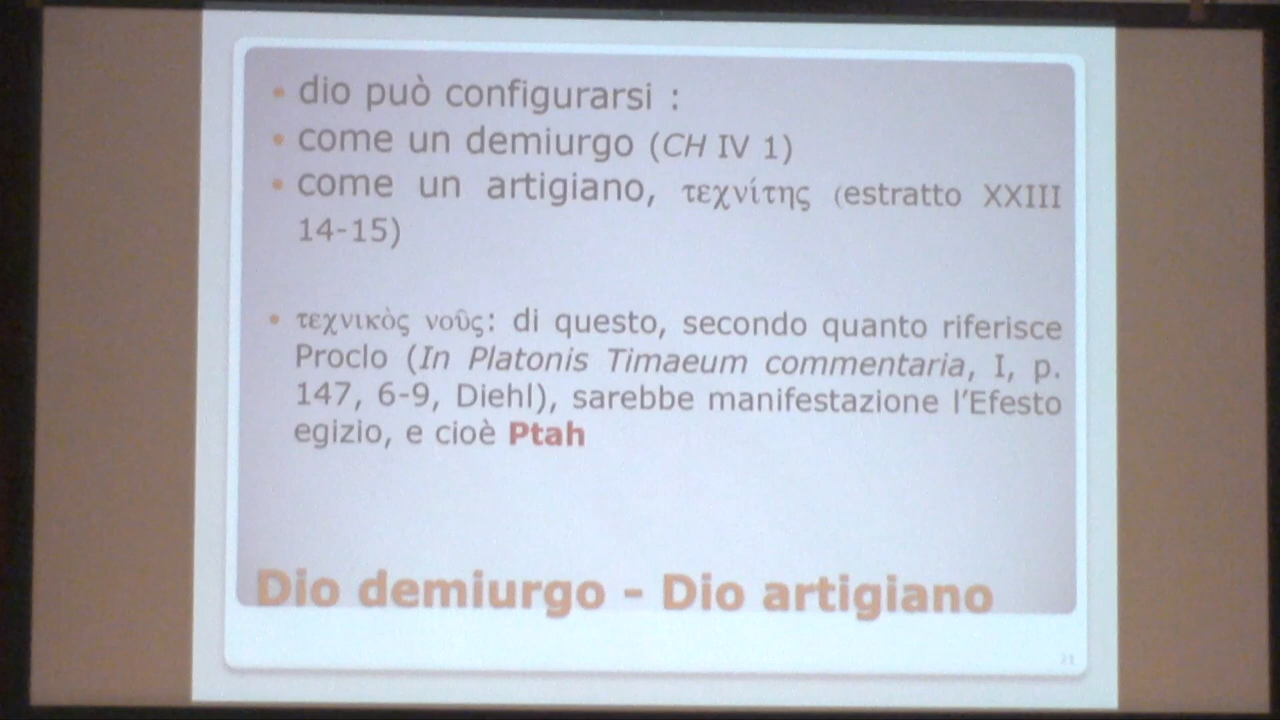 • dio può configurarsi :
• come un demiurgo (CH IV 1)
• come un artigiano, τεχνίτης (estratto XXIII
14-15)
• τεχνικὸς νοῦς: di questo, secondo quanto riferisce
Proclo (In Platonis Timaeum commentaria, I, p.
147, 6-9, Diehl), sarebbe manifestazione l’Efesto
egizio, e cioè Ptah
Dio demiurgo - Dio artigiano
21